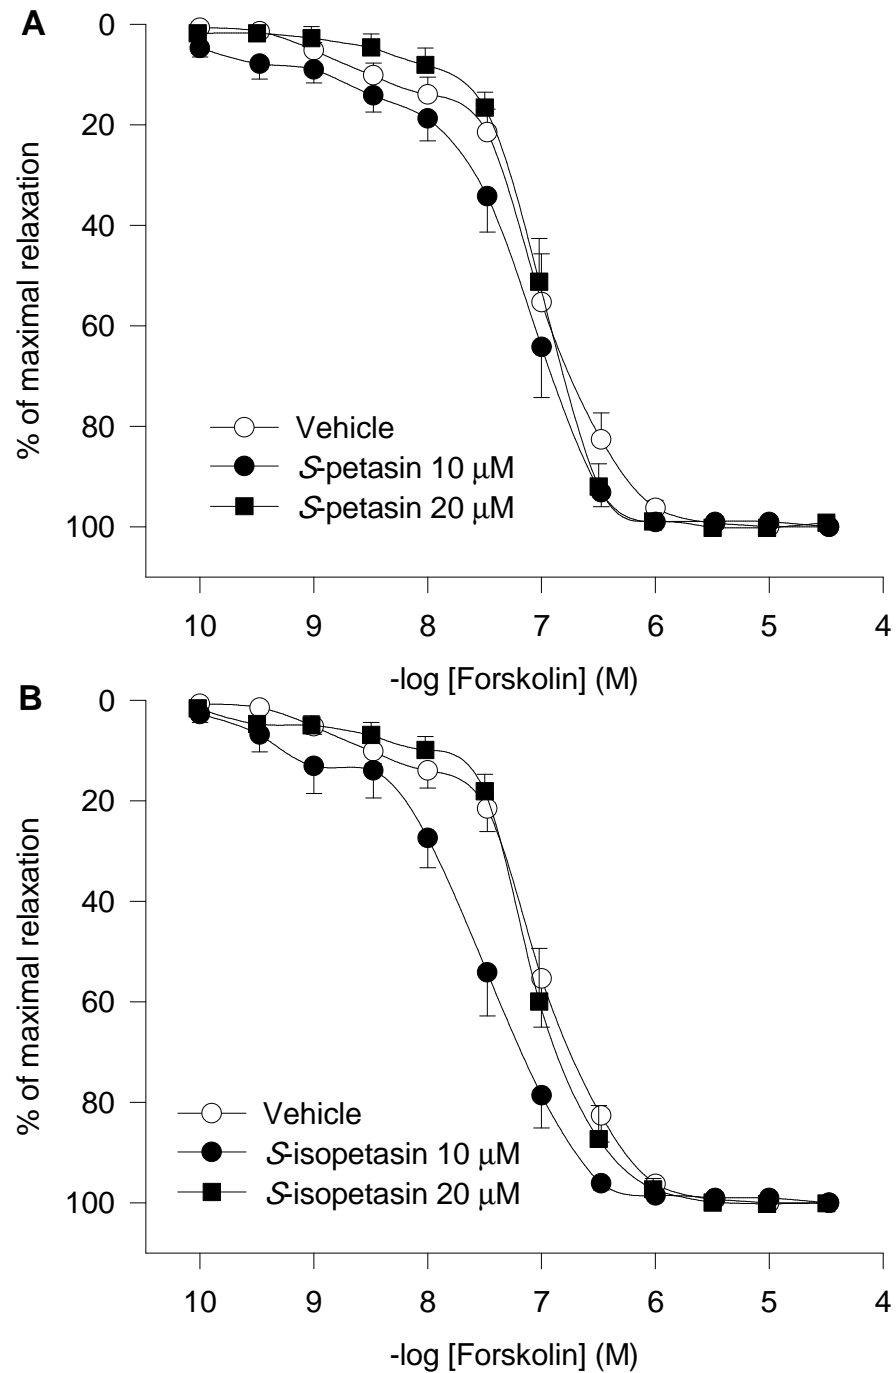 A
0
20
40
60
80
100
% of maximal relaxation
Vehicle
S-petasin 10 μM
S-petasin 20 μM
10 9 8 7 6 5 4
-log [Forskolin] (M)
B
0
20
40
60
80
100
% of maximal relaxation
Vehicle
S-isopetasin 10 μM
S-isopetasin 20 μM
10 9 8 7 6 5 4
-log [Forskolin] (M)